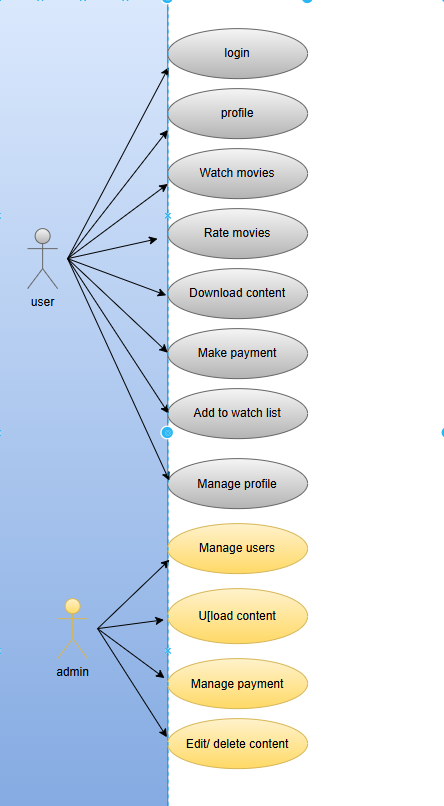 login
profile
Watch movies
Rate movies
user
Download content
Make payment
Add to watch list
Manage profile
Manage users
U[load content
admin
Manage payment
Edit/ delete content